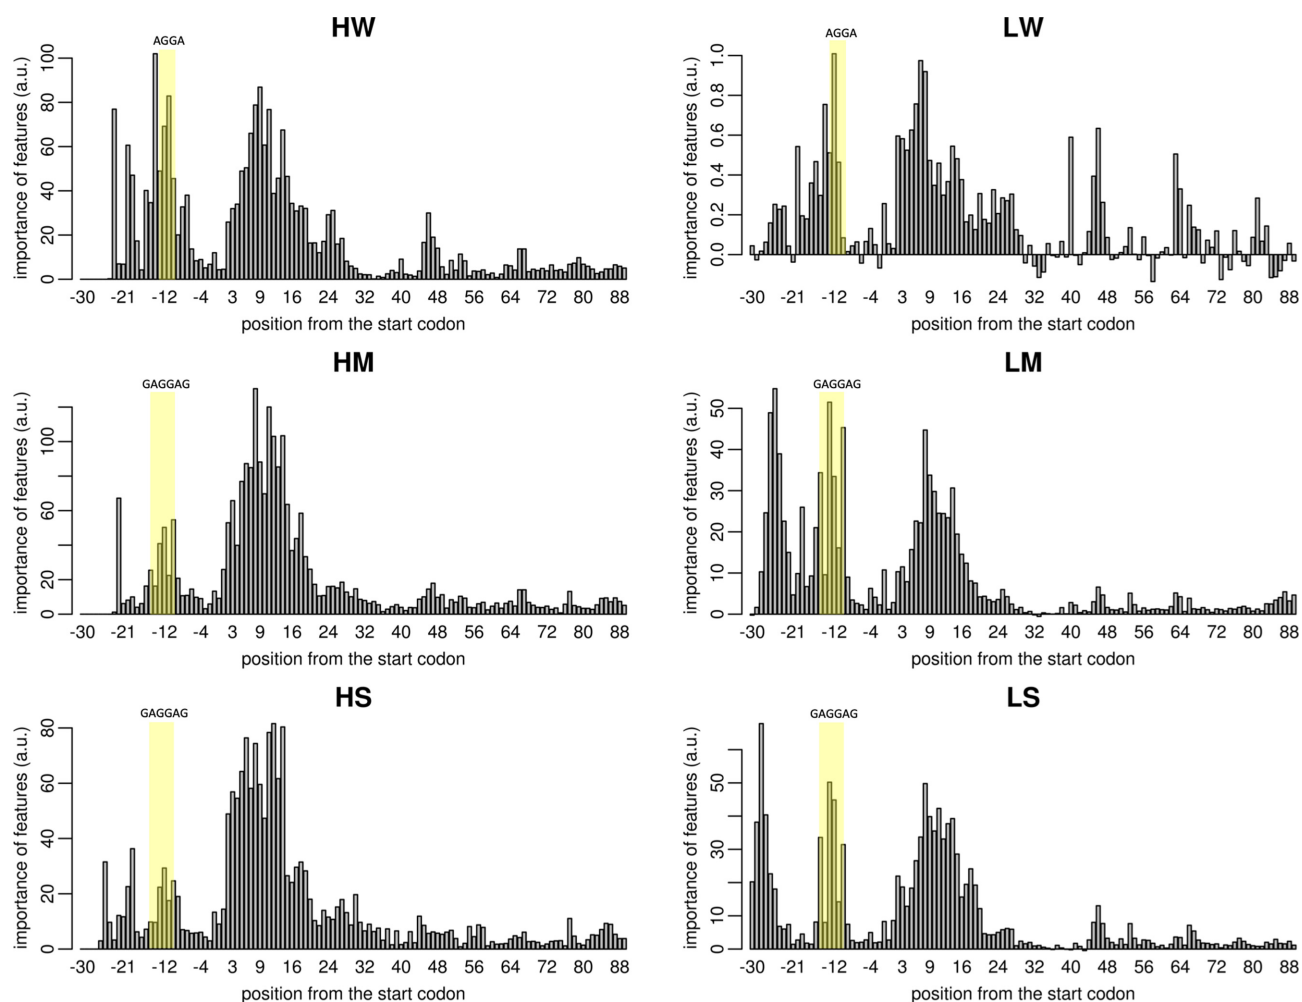 HW
AGGA
importance of features (a.u.)
0 20 40 60 80 100
-30 -21 -12 -4 3 9 16 24 32 40 48 56 64 72 80 88
position from the start codon
LW
AGGA
importance of features (a.u.)
0.0 0.2 0.4 0.6 0.8 1.0
-30 -21 -12 -4 3 9 16 24 32 40 48 56 64 72 80 88
position from the start codon
HM
GAGGAG
importance of features (a.u.)
0 20 60 100
-30 -21 -12 -4 3 9 16 24 32 40 48 56 64 72 80 88
position from the start codon
LM
GAGGAG
importance of features (a.u.)
0 10 20 30 40 50
-30 -21 -12 -4 3 9 16 24 32 40 48 56 64 72 80 88
position from the start codon
HS
GAGGAG
importance of features (a.u.)
0 20 40 60 80
-30 -21 -12 -4 3 9 16 24 32 40 48 56 64 72 80 88
position from the start codon
LS
GAGGAG
importance of features (a.u.)
0 10 30 50
-30 -21 -12 -4 3 9 16 24 32 40 48 56 64 72 80 88
position from the start codon